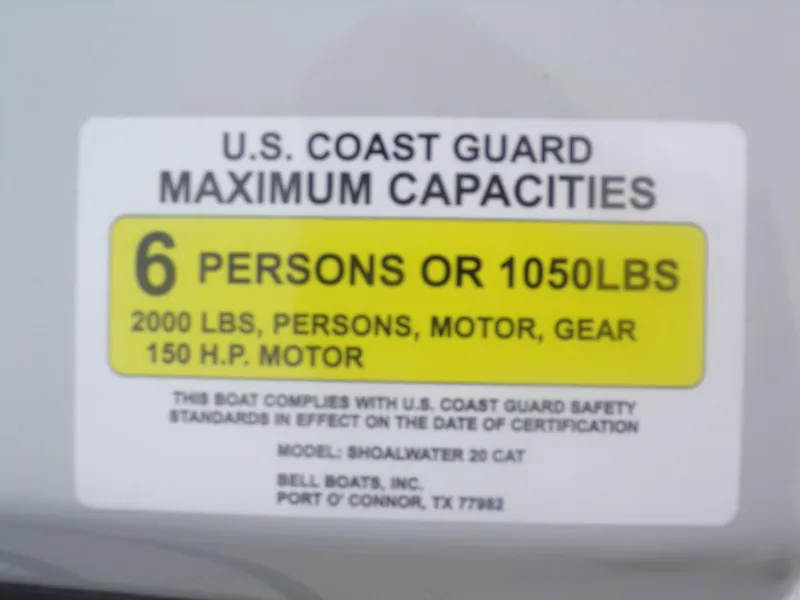 U.S. COAST GUARD
MAXIMUM CAPACITIES
6 PERSONS OR 1050LBS
2000 LBS, PERSONS, MOTOR, GEAR
150 H.P. MOTOR
THIS BOAT COMPLIES WITH U.S. COAST GUARD SAFETY
STANDARDS IN EFFECT ON THE DATE OF CERTIFICATION
MODEL: SHOALWATER 20 CAT
BELL BOATS, INC.
PORT O' CONNOR, TX 77982